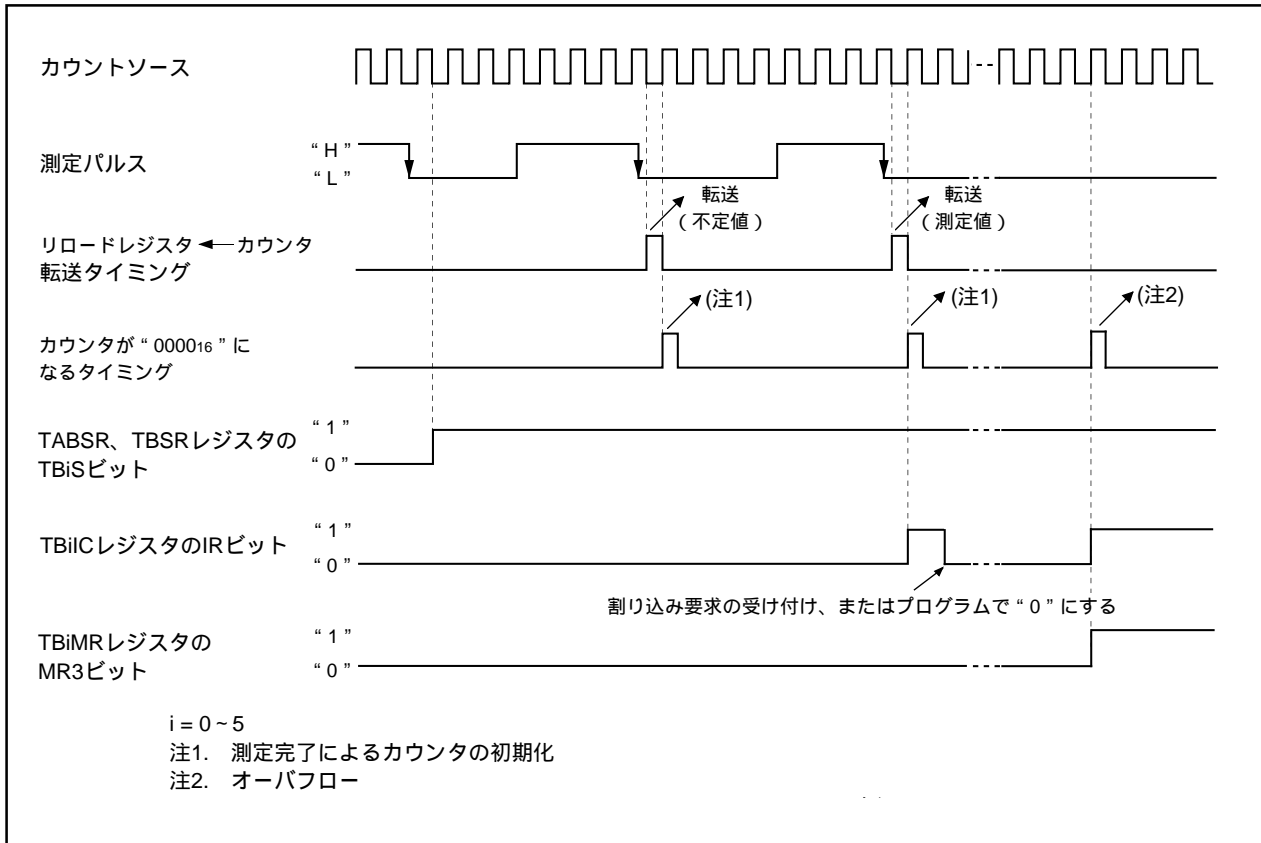 カウントソース
測定パルス
“ H ”
“ L ”
転送
( 不定値 )
転送
( 測定値 )
リロードレジスタ カウンタ
転送タイミング
(注1)
(注1)
(注2)
カウンタが “ 000016 ” に
なるタイミング
TABSR、TBSRレジスタの
TBiSビット
“ 1 ”
“ 0 ”
TBiICレジスタのIRビット
“ 1 ”
“ 0 ”
割り込み要求の受け付け、またはプログラムで “ 0 ” にする
TBiMRレジスタの
MR3ビット
“ 1 ”
“ 0 ”
i = 0 ~ 5
注1. 測定完了によるカウンタの初期化
注2. オーバフロー